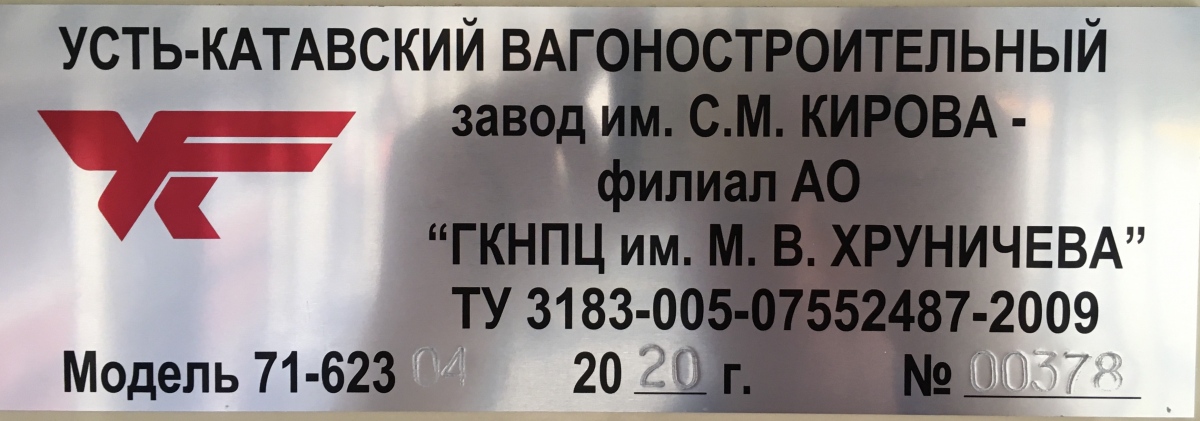 УСТЬ-КАТАВСКИЙ ВАГОНОСТРОИТЕЛЬНЫЙ
завод им. С.М. КИРОВА -
филиал АО
“ГКНПЦ им. М. В. ХРУНИЧЕВА”
ТУ 3183-005-07552487-2009
Модель 71-623 04 20 20 г. № 00378